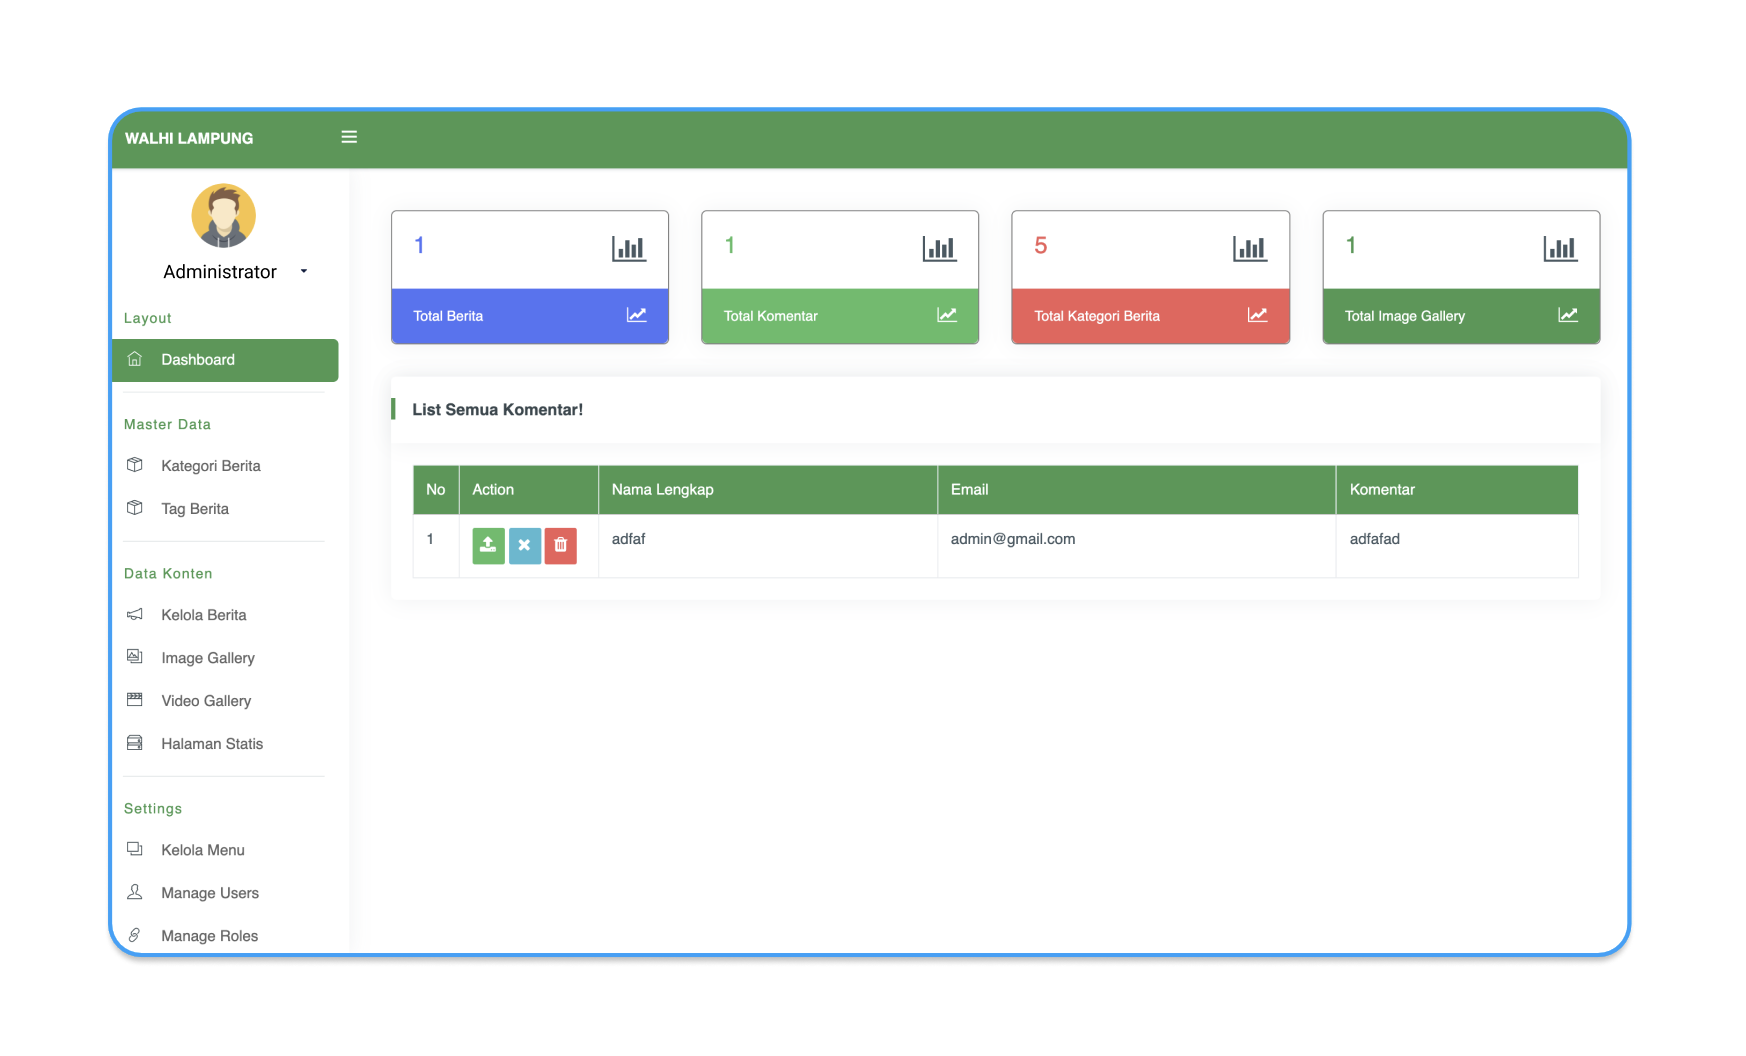 WALHI LAMPUNG
Administrator
Layout
Dashboard
Master Data
Kategori Berita
Tag Berita
Data Konten
Kelola Berita
Image Gallery
Video Gallery
Halaman Statis
Settings
Kelola Menu
Manage Users
Manage Roles
1
Total Berita
1
Total Komentar
5
Total Kategori Berita
1
Total Image Gallery
List Semua Komentar!
No Action Nama Lengkap Email Komentar
1 adfaf admin@gmail.com adfafad